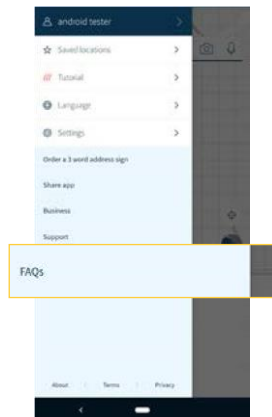 android tester
Saved locations
Tutorial
Language
Settings
Order a 3 word address sign
Share app
Business
Support
FAQs
About
Terms
Privacy